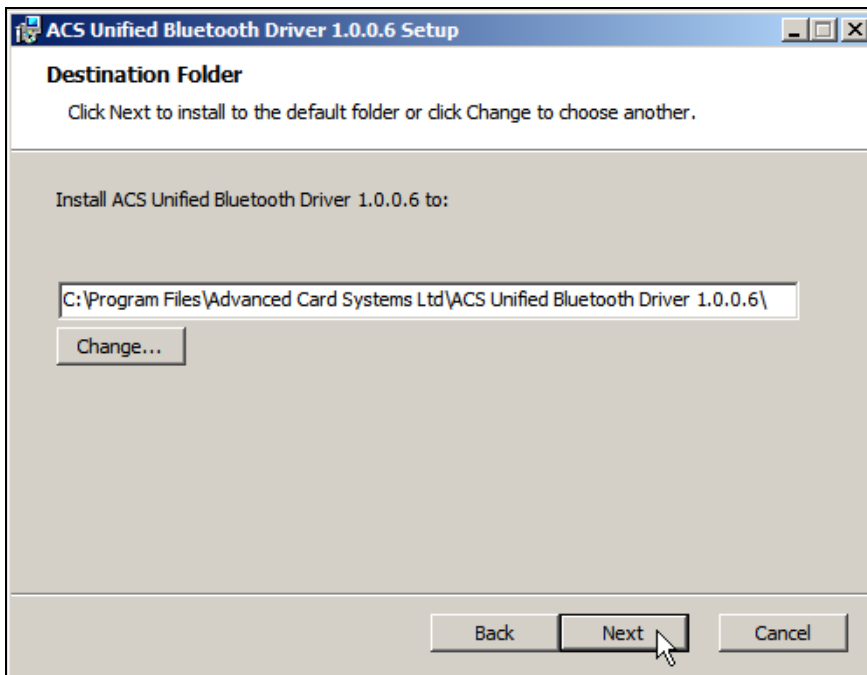 ACS Unified Bluetooth Driver 1.0.0.6 Setup
Destination Folder
Click Next to install to the default folder or click Change to choose another.
Install ACS Unified Bluetooth Driver 1.0.0.6 to:
C:\Program Files\Advanced Card Systems Ltd\ACS Unified Bluetooth Driver 1.0.0.6\
Change...
Back Next Cancel